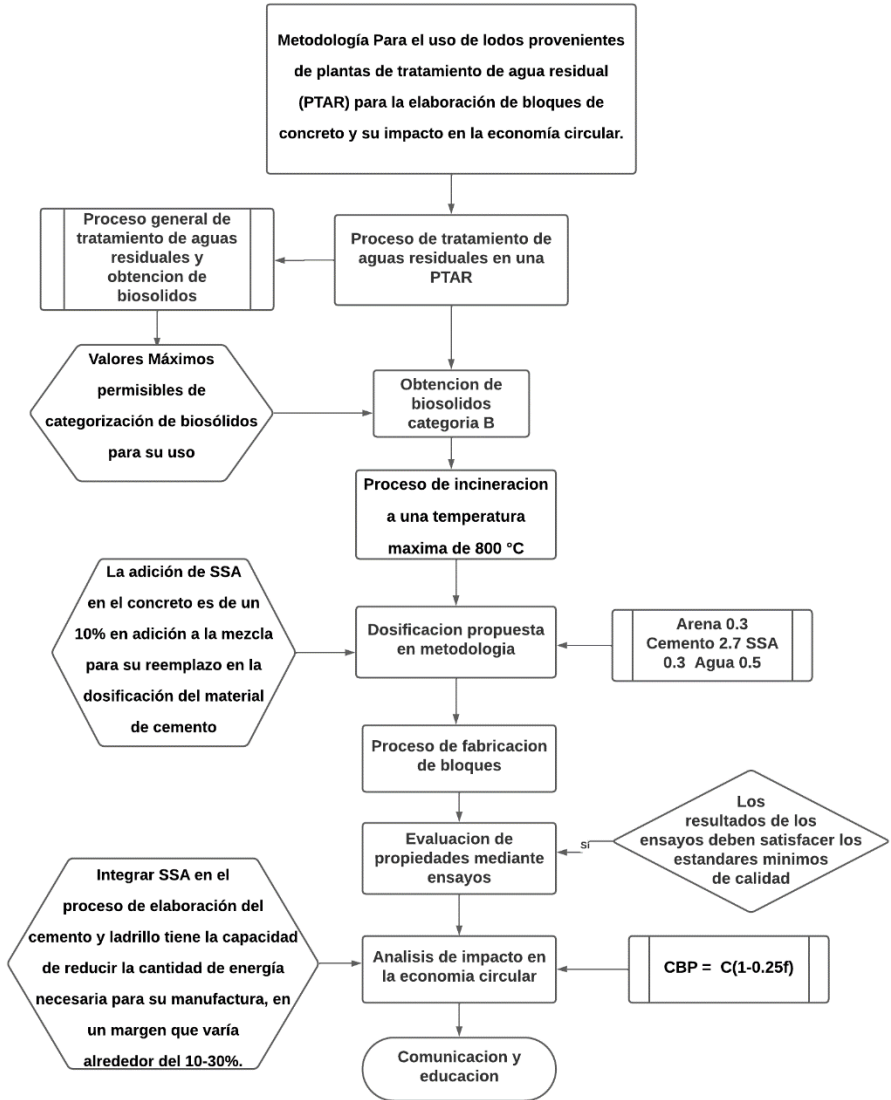 Metodología Para el uso de lodos provenientes
de plantas de tratamiento de agua residual
(PTAR) para la elaboración de bloques de
concreto y su impacto en la economía circular.
Proceso general de
tratamiento de aguas
residuales y
obtencion de
biosolidos
Proceso de tratamiento de
aguas residuales en una
PTAR
Valores Máximos
permisibles de
categorización de biosólidos
para su uso
Obtencion de
biosolidos
categoria B
Proceso de incineracion
a una temperatura
maxima de 800 °C
La adición de SSA
en el concreto es de un
10% en adición a la mezcla
para su reemplazo en la
dosificación del material
de cemento
Dosificacion propuesta
en metodologia
Arena 0.3
Cemento 2.7 SSA
0.3 Agua 0.5
Proceso de fabricacion
de bloques
Evaluacion de
propiedades mediante
ensayos
sí
Los
resultados de los
ensayos deben satisfacer los
estandares minimos
de calidad
Integrar SSA en el
proceso de elaboración del
cemento y ladrillo tiene la capacidad
de reducir la cantidad de energía
necesaria para su manufactura, en
un margen que varía
alrededor del 10-30%.
Analisis de impacto en
la economia circular
CBP = C(1-0.25f)
Comunicacion y
educacion